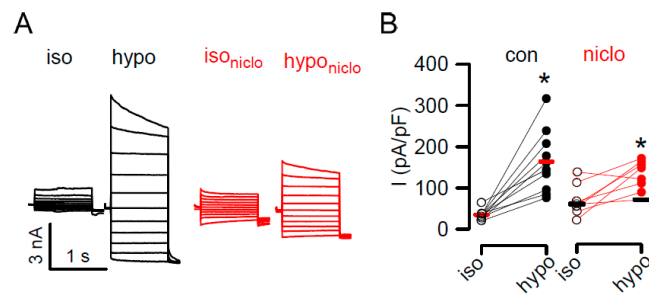 A
iso hypo iso niclo hypo niclo
3 nA
1 s
B
con niclo
I (pA/pF)
400
300
200
100
0
* *
iso hypo iso hypo